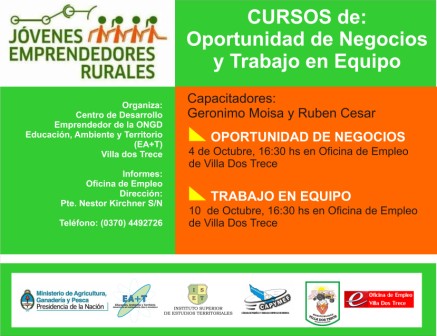 JÓVENES
EMPRENDEDORES
RURALES
CURSOS de:
Oportunidad de Negocios
y Trabajo en Equipo
Organiza:
Centro de Desarrollo
Emprendedor de la ONGD
Educación, Ambiente y Territorio
(EA+T)
Villa dos Trece
Informes:
Oficina de Empleo
Dirección:
Pte. Nestor Kirchner S/N
Teléfono: (0370) 4492726
Capacitadores:
Geronimo Moisa y Ruben Cesar
OPORTUNIDAD DE NEGOCIOS
4 de Octubre, 16:30 hs en Oficina de Empleo
de Villa Dos Trece
TRABAJO EN EQUIPO
10 de Octubre, 16:30 hs en Oficina de Empleo
de Villa Dos Trece
Ministerio de Agricultura,
Ganadería y Pesca
Presidencia de la Nación
EA+T
INSTITUTO SUPERIOR
DE ESTUDIOS TERRITORIALES
Oficina de Empleo
Villa Dos Trece